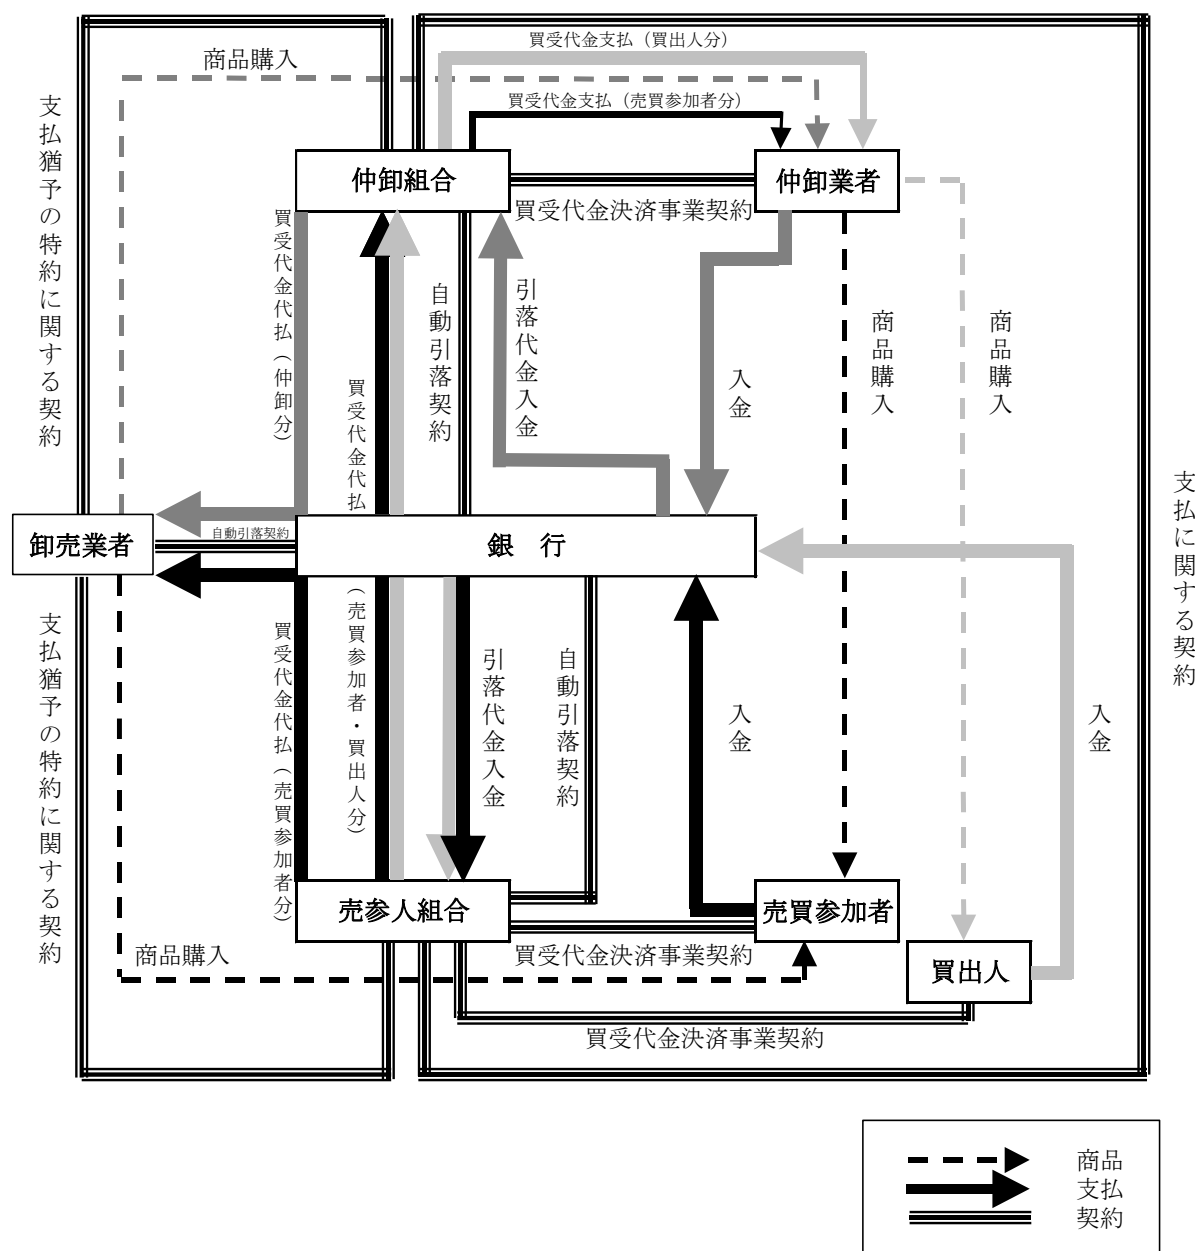 買受代金支払（買出人分）
商品購入
買受代金支払（売買参加者分）
支払猶予の特約に関する契約
仲卸組合
仲卸業者
買受代金決済事業契約
買受代金代払（仲卸分）
買受代金代払（売買参加者・買出人分）
自動引落契約
引落代金入金
入金
商品購入
商品購入
支払に関する契約
卸売業者
自動引落契約
銀　行
支払猶予の特約に関する契約
買受代金代払（売買参加者分）
引落代金入金
自動引落契約
入金
入金
売参人組合
売買参加者
商品購入
買受代金決済事業契約
買出人
買受代金決済事業契約
商品
支払
契約